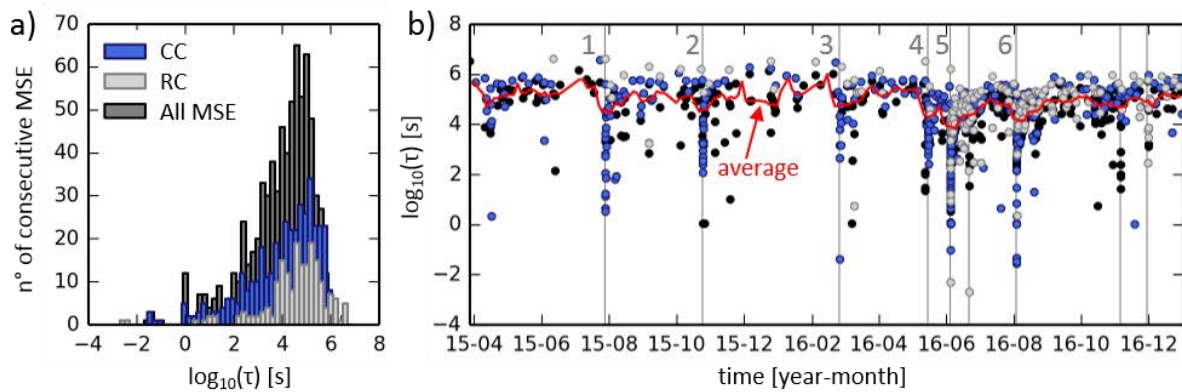 a)
70
60
50
40
30
20
10
0
n° of consecutive MSE
CC
RC
All MSE
−4 −2 0 2 4 6 8
log₁₀(τ) [s]
b)
8
6
4
2
0
−2
−4
log₁₀(τ) [s]
1 2 3 4 5 6
average
15-04 15-06 15-08 15-10 15-12 16-02 16-04 16-06 16-08 16-10 16-12
time [year-month]